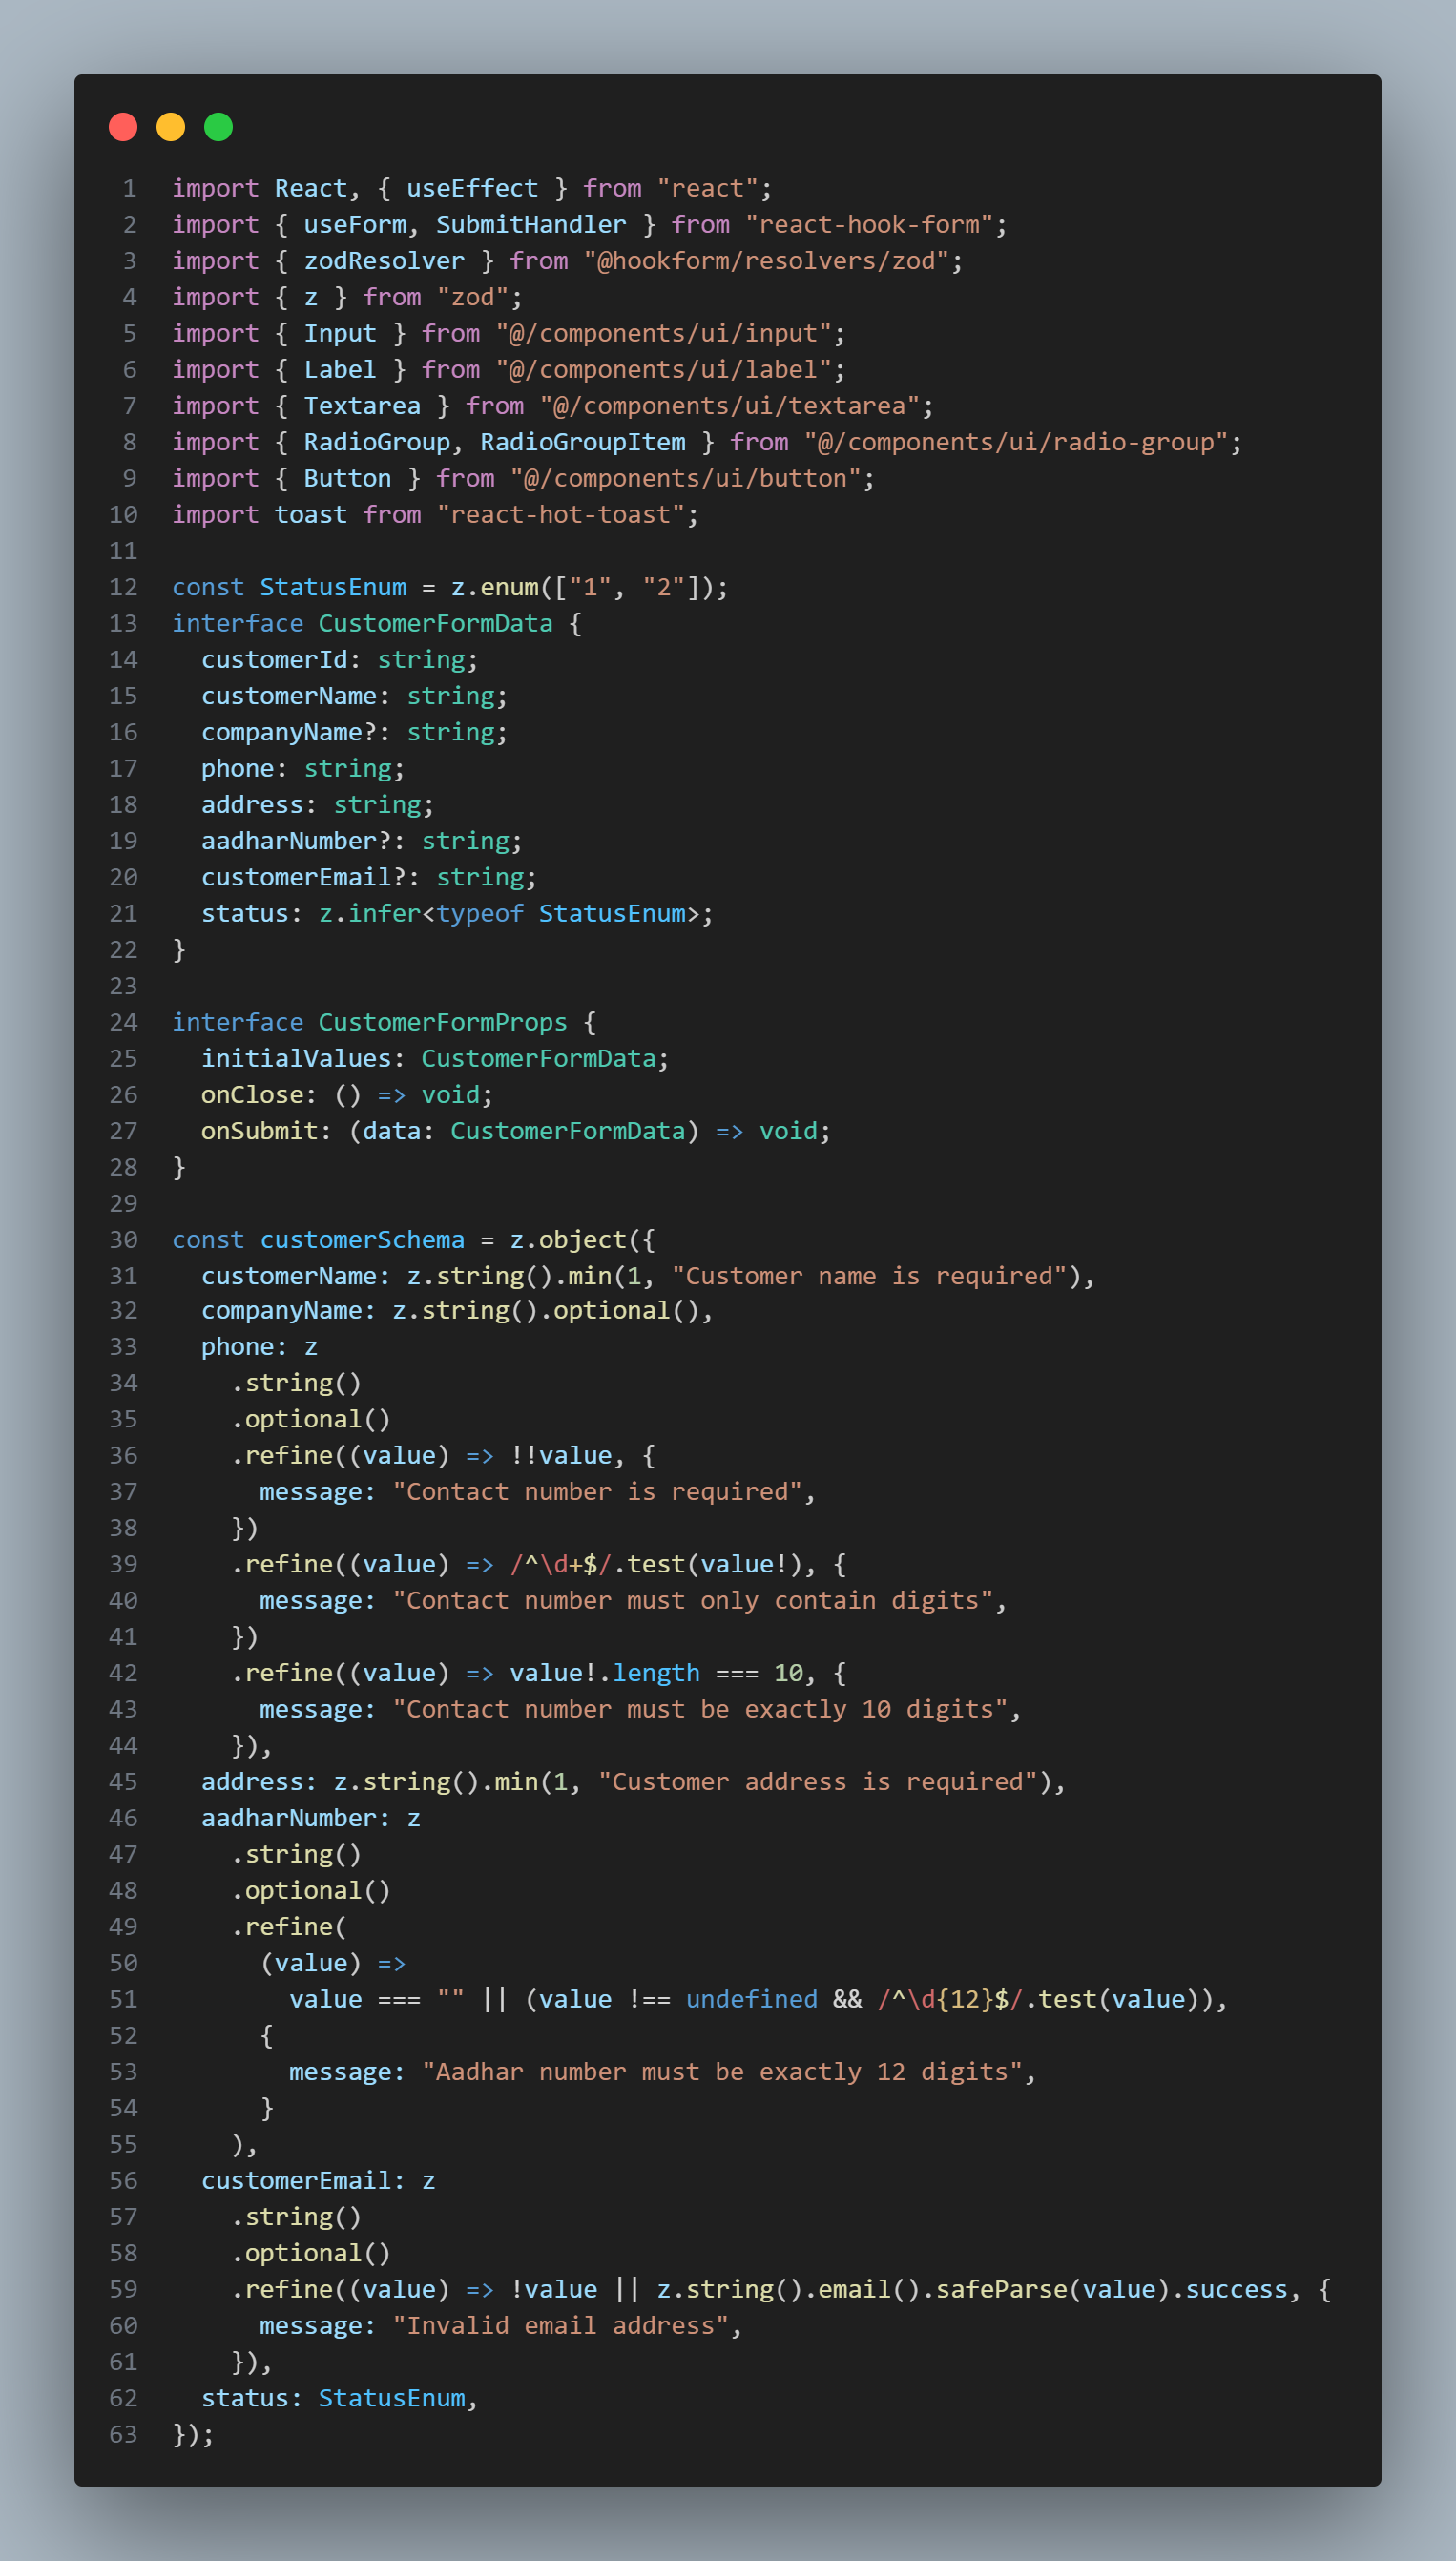 1 import React, { useEffect } from "react";
2 import { useForm, SubmitHandler } from "react-hook-form";
3 import { zodResolver } from "@hookform/resolvers/zod";
4 import { z } from "zod";
5 import { Input } from "@/components/ui/input";
6 import { Label } from "@/components/ui/label";
7 import { Textarea } from "@/components/ui/textarea";
8 import { RadioGroup, RadioGroupItem } from "@/components/ui/radio-group";
9 import { Button } from "@/components/ui/button";
10 import toast from "react-hot-toast";
11
12 const StatusEnum = z.enum(["1", "2"]);
13 interface CustomerFormData {
14   customerId: string;
15   customerName: string;
16   companyName?: string;
17   phone: string;
18   address: string;
19   aadharNumber?: string;
20   customerEmail?: string;
21   status: z.infer<typeof StatusEnum>;
22 }
23
24 interface CustomerFormProps {
25   initialValues: CustomerFormData;
26   onClose: () => void;
27   onSubmit: (data: CustomerFormData) => void;
28 }
29
30 const customerSchema = z.object({
31   customerName: z.string().min(1, "Customer name is required"),
32   companyName: z.string().optional(),
33   phone: z
34     .string()
35     .optional()
36     .refine((value) => !!value, {
37       message: "Contact number is required",
38     })
39     .refine((value) => /^\d+$/.test(value!), {
40       message: "Contact number must only contain digits",
41     })
42     .refine((value) => value!.length === 10, {
43       message: "Contact number must be exactly 10 digits",
44     }),
45   address: z.string().min(1, "Customer address is required"),
46   aadharNumber: z
47     .string()
48     .optional()
49     .refine(
50       (value) =>
51         value === "" || (value !== undefined && /^\d{12}$/.test(value)),
52       {
53         message: "Aadhar number must be exactly 12 digits",
54       }
55     ),
56   customerEmail: z
57     .string()
58     .optional()
59     .refine((value) => !value || z.string().email().safeParse(value).success, {
60       message: "Invalid email address",
61     }),
62   status: StatusEnum,
63 });